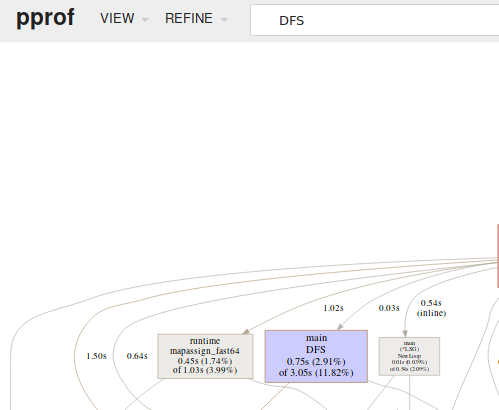 pprof VIEW REFINE DFS
1.02s 0.03s 0.54s
(inline)
1.50s 0.64s
runtime
mapassign_fast64
0.45s (1.74%)
of 1.03s (3.99%)
main
DFS
0.75s (2.91%)
of 3.05s (11.82%)
main
(*LSG)
NewLoop
0.01s (0.039%)
of 0.54s (2.09%)